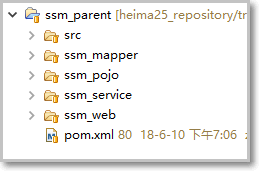 ssm_parent [heima25_repository/tr
src
ssm_mapper
ssm_pojo
ssm_service
ssm_web
pom.xml 80 18-6-10 下午7:06